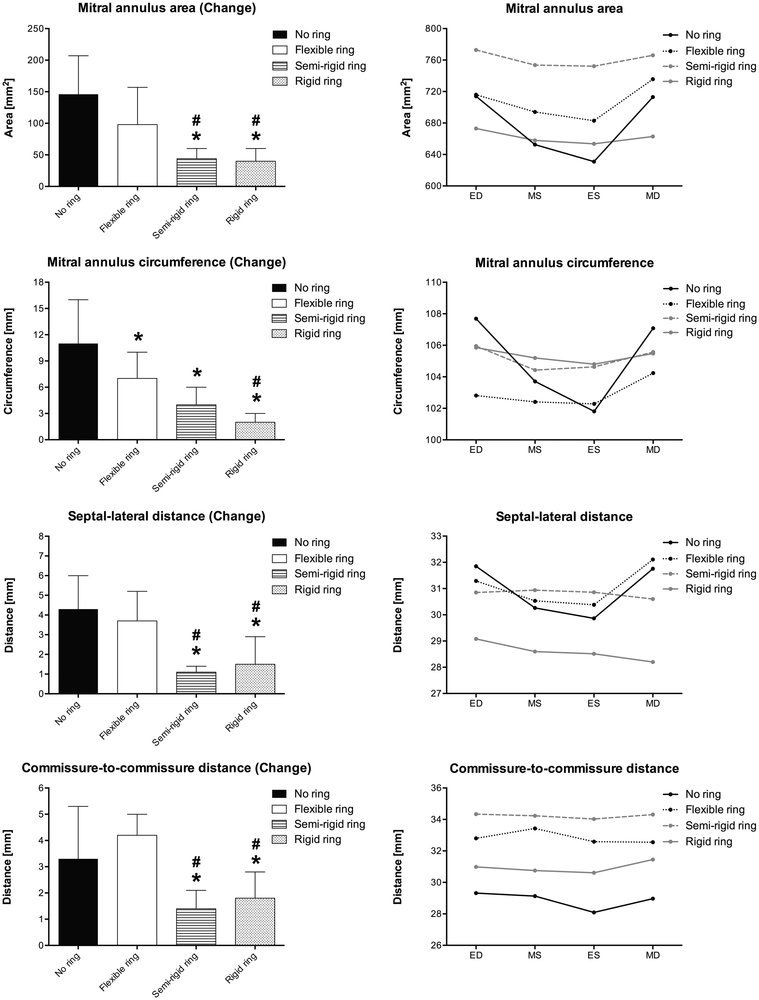 Mitral annulus area (Change)
250
200
150
100
50
0
Area [mm²]
#
*
#
*
No ring
Flexible ring
Semi-rigid ring
Rigid ring
No ring
Flexible ring
Semi-rigid ring
Rigid ring
Mitral annulus area
800
760
720
680
640
600
Area [mm²]
ED
MS
ES
MD
No ring
Flexible ring
Semi-rigid ring
Rigid ring
Mitral annulus circumference (Change)
18
15
12
9
6
3
0
Circumference [mm]
*
*
#
*
No ring
Flexible ring
Semi-rigid ring
Rigid ring
No ring
Flexible ring
Semi-rigid ring
Rigid ring
Mitral annulus circumference
110
108
106
104
102
100
Circumference [mm]
ED
MS
ES
MD
No ring
Flexible ring
Semi-rigid ring
Rigid ring
Septal-lateral distance (Change)
8
7
6
5
4
3
2
1
0
Distance [mm]
#
*
#
*
No ring
Flexible ring
Semi-rigid ring
Rigid ring
No ring
Flexible ring
Semi-rigid ring
Rigid ring
Septal-lateral distance
33
32
31
30
29
28
27
Distance [mm]
ED
MS
ES
MD
No ring
Flexible ring
Semi-rigid ring
Rigid ring
Commissure-to-commissure distance (Change)
6
5
4
3
2
1
0
Distance [mm]
#
*
#
*
No ring
Flexible ring
Semi-rigid ring
Rigid ring
No ring
Flexible ring
Semi-rigid ring
Rigid ring
Commissure-to-commissure distance
36
34
32
30
28
26
Distance [mm]
ED
MS
ES
MD
No ring
Flexible ring
Semi-rigid ring
Rigid ring